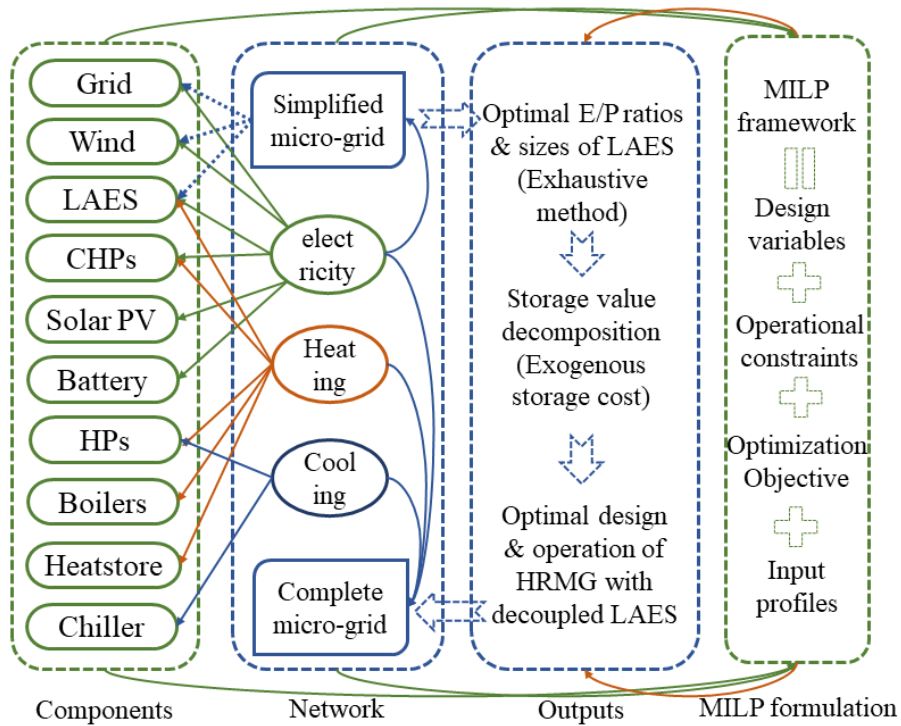 Grid
Wind
LAES
CHPs
Solar PV
Battery
HPs
Boilers
Heatstore
Chiller
Components
Simplified
micro-grid
elect
ricity
Heat
ing
Cool
ing
Complete
micro-grid
Network
Optimal E/P ratios
& sizes of LAES
(Exhaustive
method)
Storage value
decomposition
(Exogenous
storage cost)
Optimal design
& operation of
HRMG with
decoupled LAES
Outputs
MILP
framework
Design
variables
Operational
constraints
Optimization
Objective
Input
profiles
MILP formulation